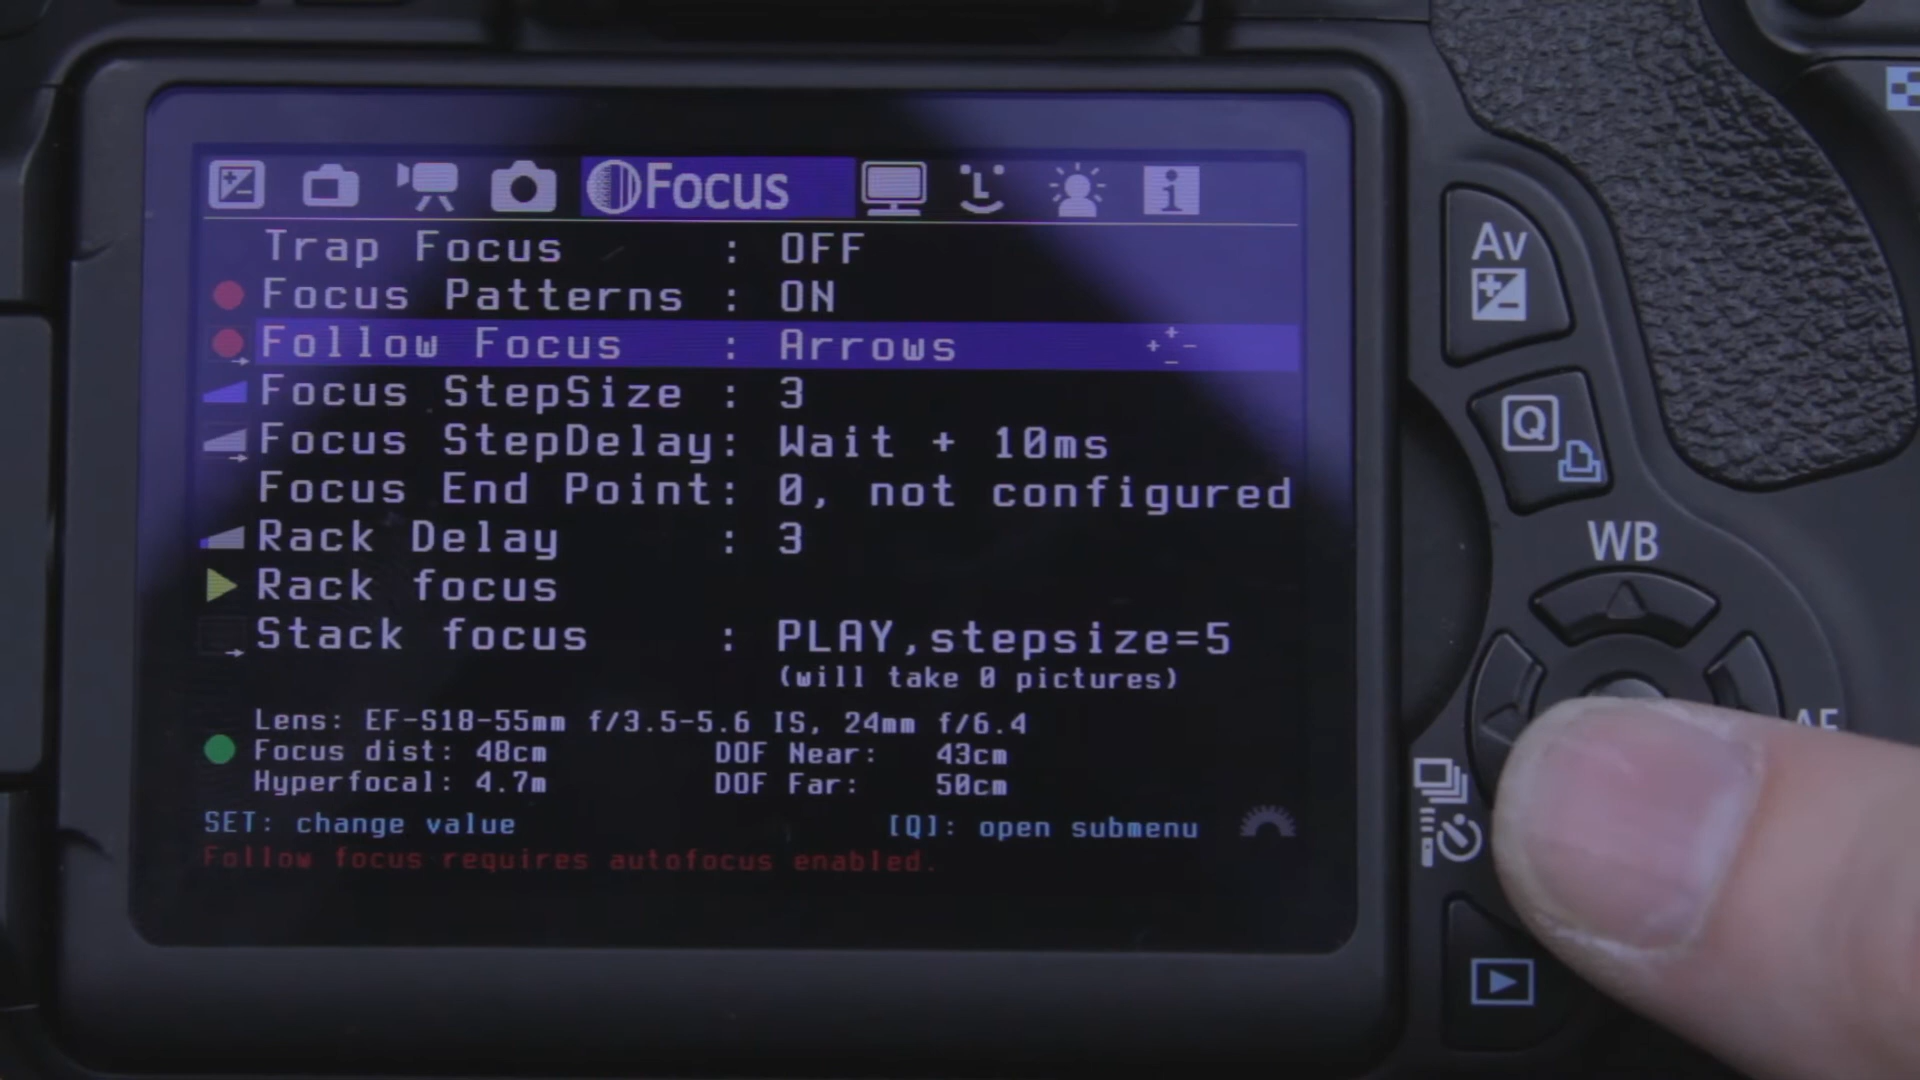 Focus
Trap Focus : OFF
Focus Patterns : ON
Follow Focus : Arrows
Focus StepSize : 3
Focus StepDelay: Wait + 10ms
Focus End Point: 0, not configured
Rack Delay : 3
Rack focus
Stack focus : PLAY,stepsize=5
(will take 0 pictures)
Lens: EF-S18-55mm f/3.5-5.6 IS, 24mm f/6.4
Focus dist: 48cm DOF Near: 43cm
Hyperfocal: 4.7m DOF Far: 50cm
SET: change value [Q]: open submenu
Follow focus requires autofocus enabled.
Av
Q
WB
AF